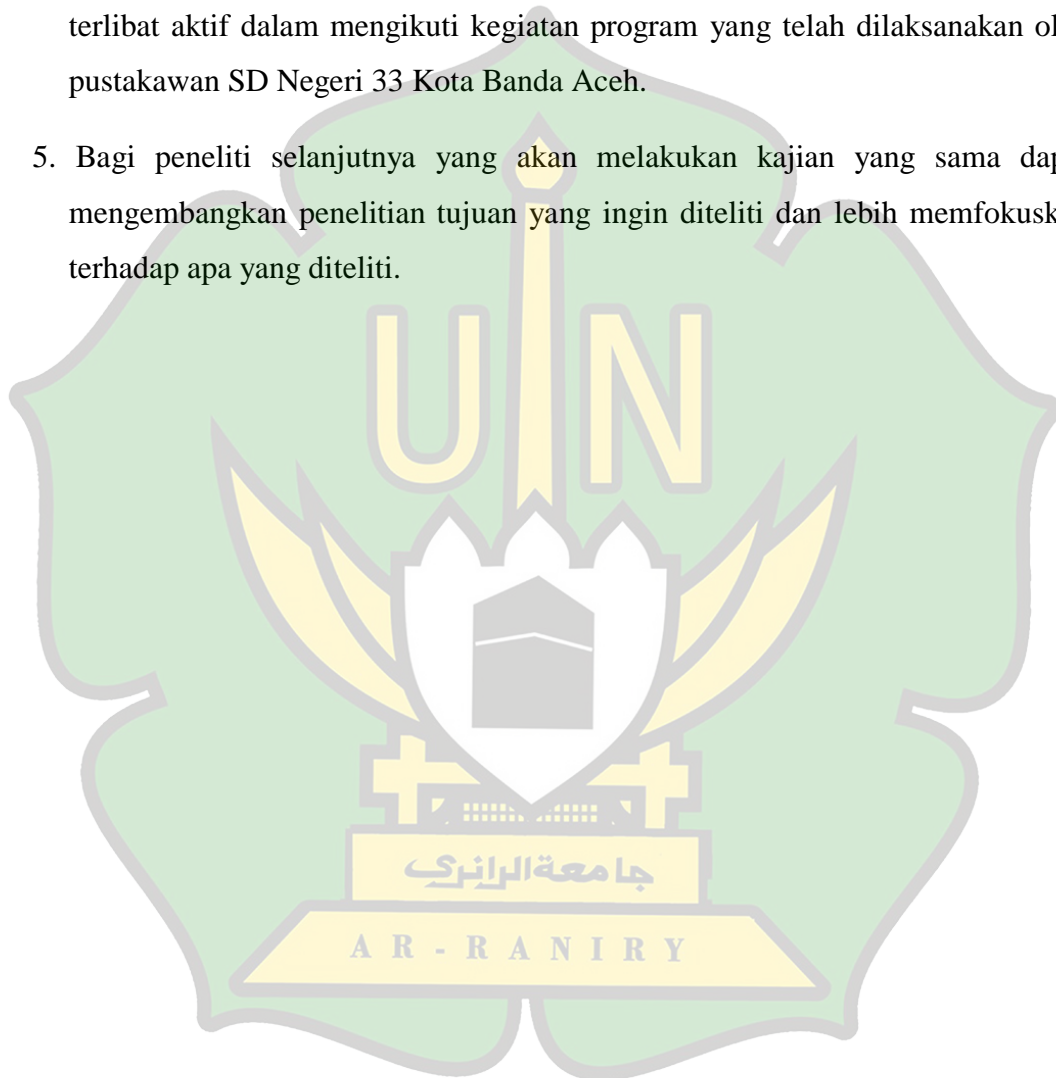 terlibat aktif dalam mengikuti kegiatan program yang telah dilaksanakan ol
pustakawan SD Negeri 33 Kota Banda Aceh.
5. Bagi peneliti selanjutnya yang akan melakukan kajian yang sama dap
mengembangkan penelitian tujuan yang ingin diteliti dan lebih memfokusk
terhadap apa yang diteliti.
UIN
جامعةالرانري
AR-RANIRY